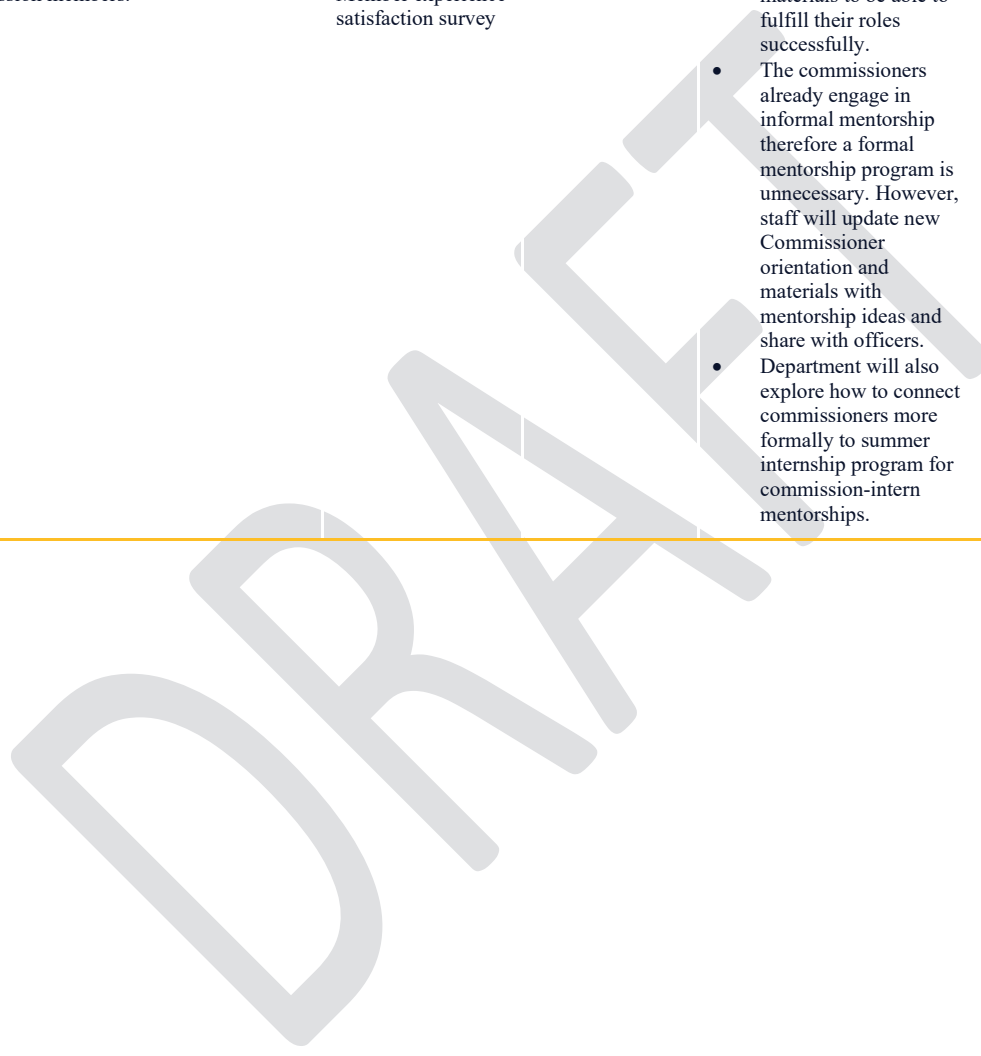 satisfaction survey
fulfill their roles
successfully.
• The commissioners
already engage in
informal mentorship
therefore a formal
mentorship program is
unnecessary. However,
staff will update new
Commissioner
orientation and
materials with
mentorship ideas and
share with officers.
• Department will also
explore how to connect
commissioners more
formally to summer
internship program for
commission-intern
mentorships.
DRAFT